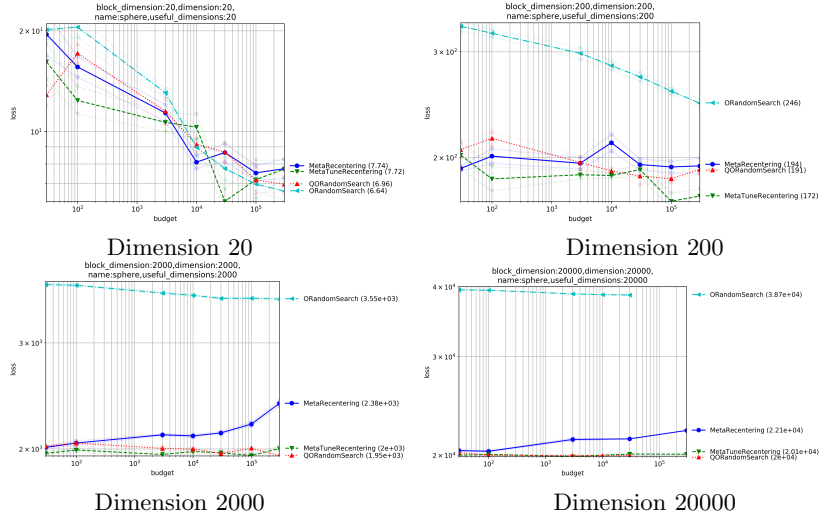 block_dimension:20,dimension:20,
name:sphere,useful_dimensions:20
2 × 10¹
10¹
loss
10² 10³ 10⁴ 10⁵
budget
MetaRecentering (7.74)
MetaTuneRecentering (7.72)
QORandomSearch (6.96)
ORandomSearch (6.64)
Dimension 20
block_dimension:200,dimension:200,
name:sphere,useful_dimensions:200
3 × 10²
2 × 10²
loss
10² 10³ 10⁴ 10⁵
budget
ORandomSearch (246)
MetaRecentering (194)
QORandomSearch (191)
MetaTuneRecentering (172)
Dimension 200
block_dimension:2000,dimension:2000,
name:sphere,useful_dimensions:2000
3 × 10³
2 × 10³
loss
10² 10³ 10⁴ 10⁵
budget
ORandomSearch (3.55e+03)
MetaRecentering (2.38e+03)
MetaTuneRecentering (2e+03)
QORandomSearch (1.95e+03)
Dimension 2000
block_dimension:20000,dimension:20000,
name:sphere,useful_dimensions:20000
4 × 10⁴
3 × 10⁴
2 × 10⁴
loss
10² 10³ 10⁴ 10⁵
budget
ORandomSearch (3.87e+04)
MetaRecentering (2.21e+04)
MetaTuneRecentering (2.01e+04)
QORandomSearch (2e+04)
Dimension 20000